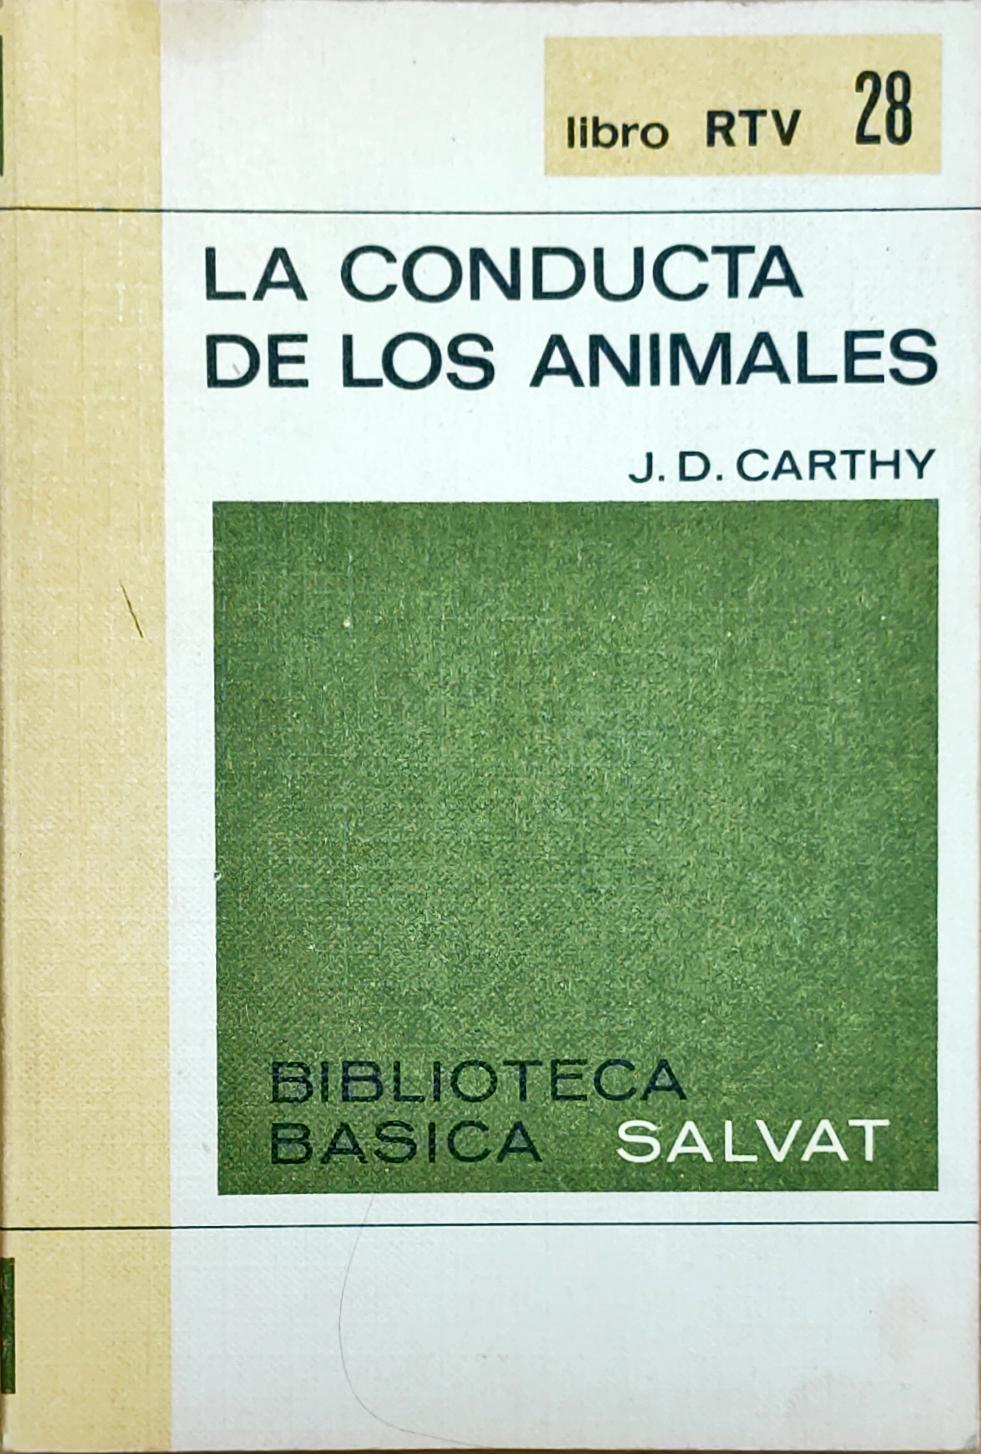 libro RTV 28
LA CONDUCTA
DE LOS ANIMALES
J. D. CARTHY
BIBLIOTECA
BASICA SALVAT